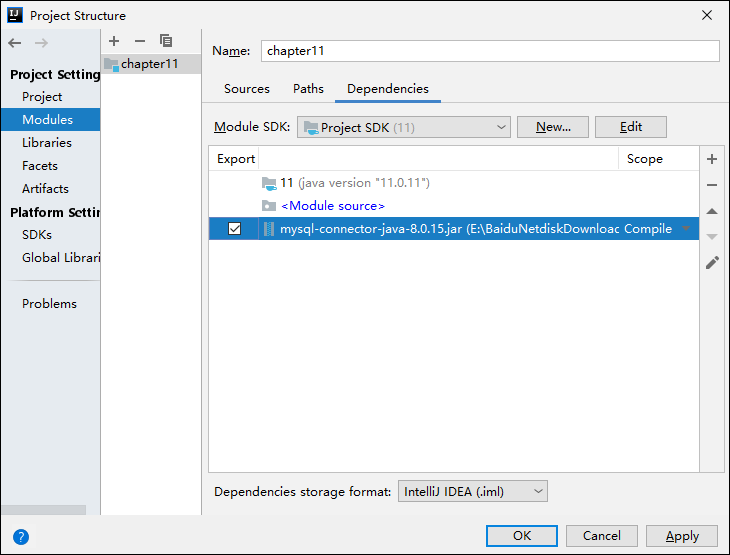 Project Structure
Project Setting
Project
Modules
Libraries
Facets
Artifacts
Platform Settin
SDKs
Global Librari
Problems
chapter11
Name: chapter11
Sources Paths Dependencies
Module SDK: Project SDK (11) New... Edit
Export Scope
11 (java version "11.0.11")
<Module source>
mysql-connector-java-8.0.15.jar (E:\BaiduNetdiskDownloac Compile
Dependencies storage format: IntelliJ IDEA (.iml)
? OK Cancel Apply